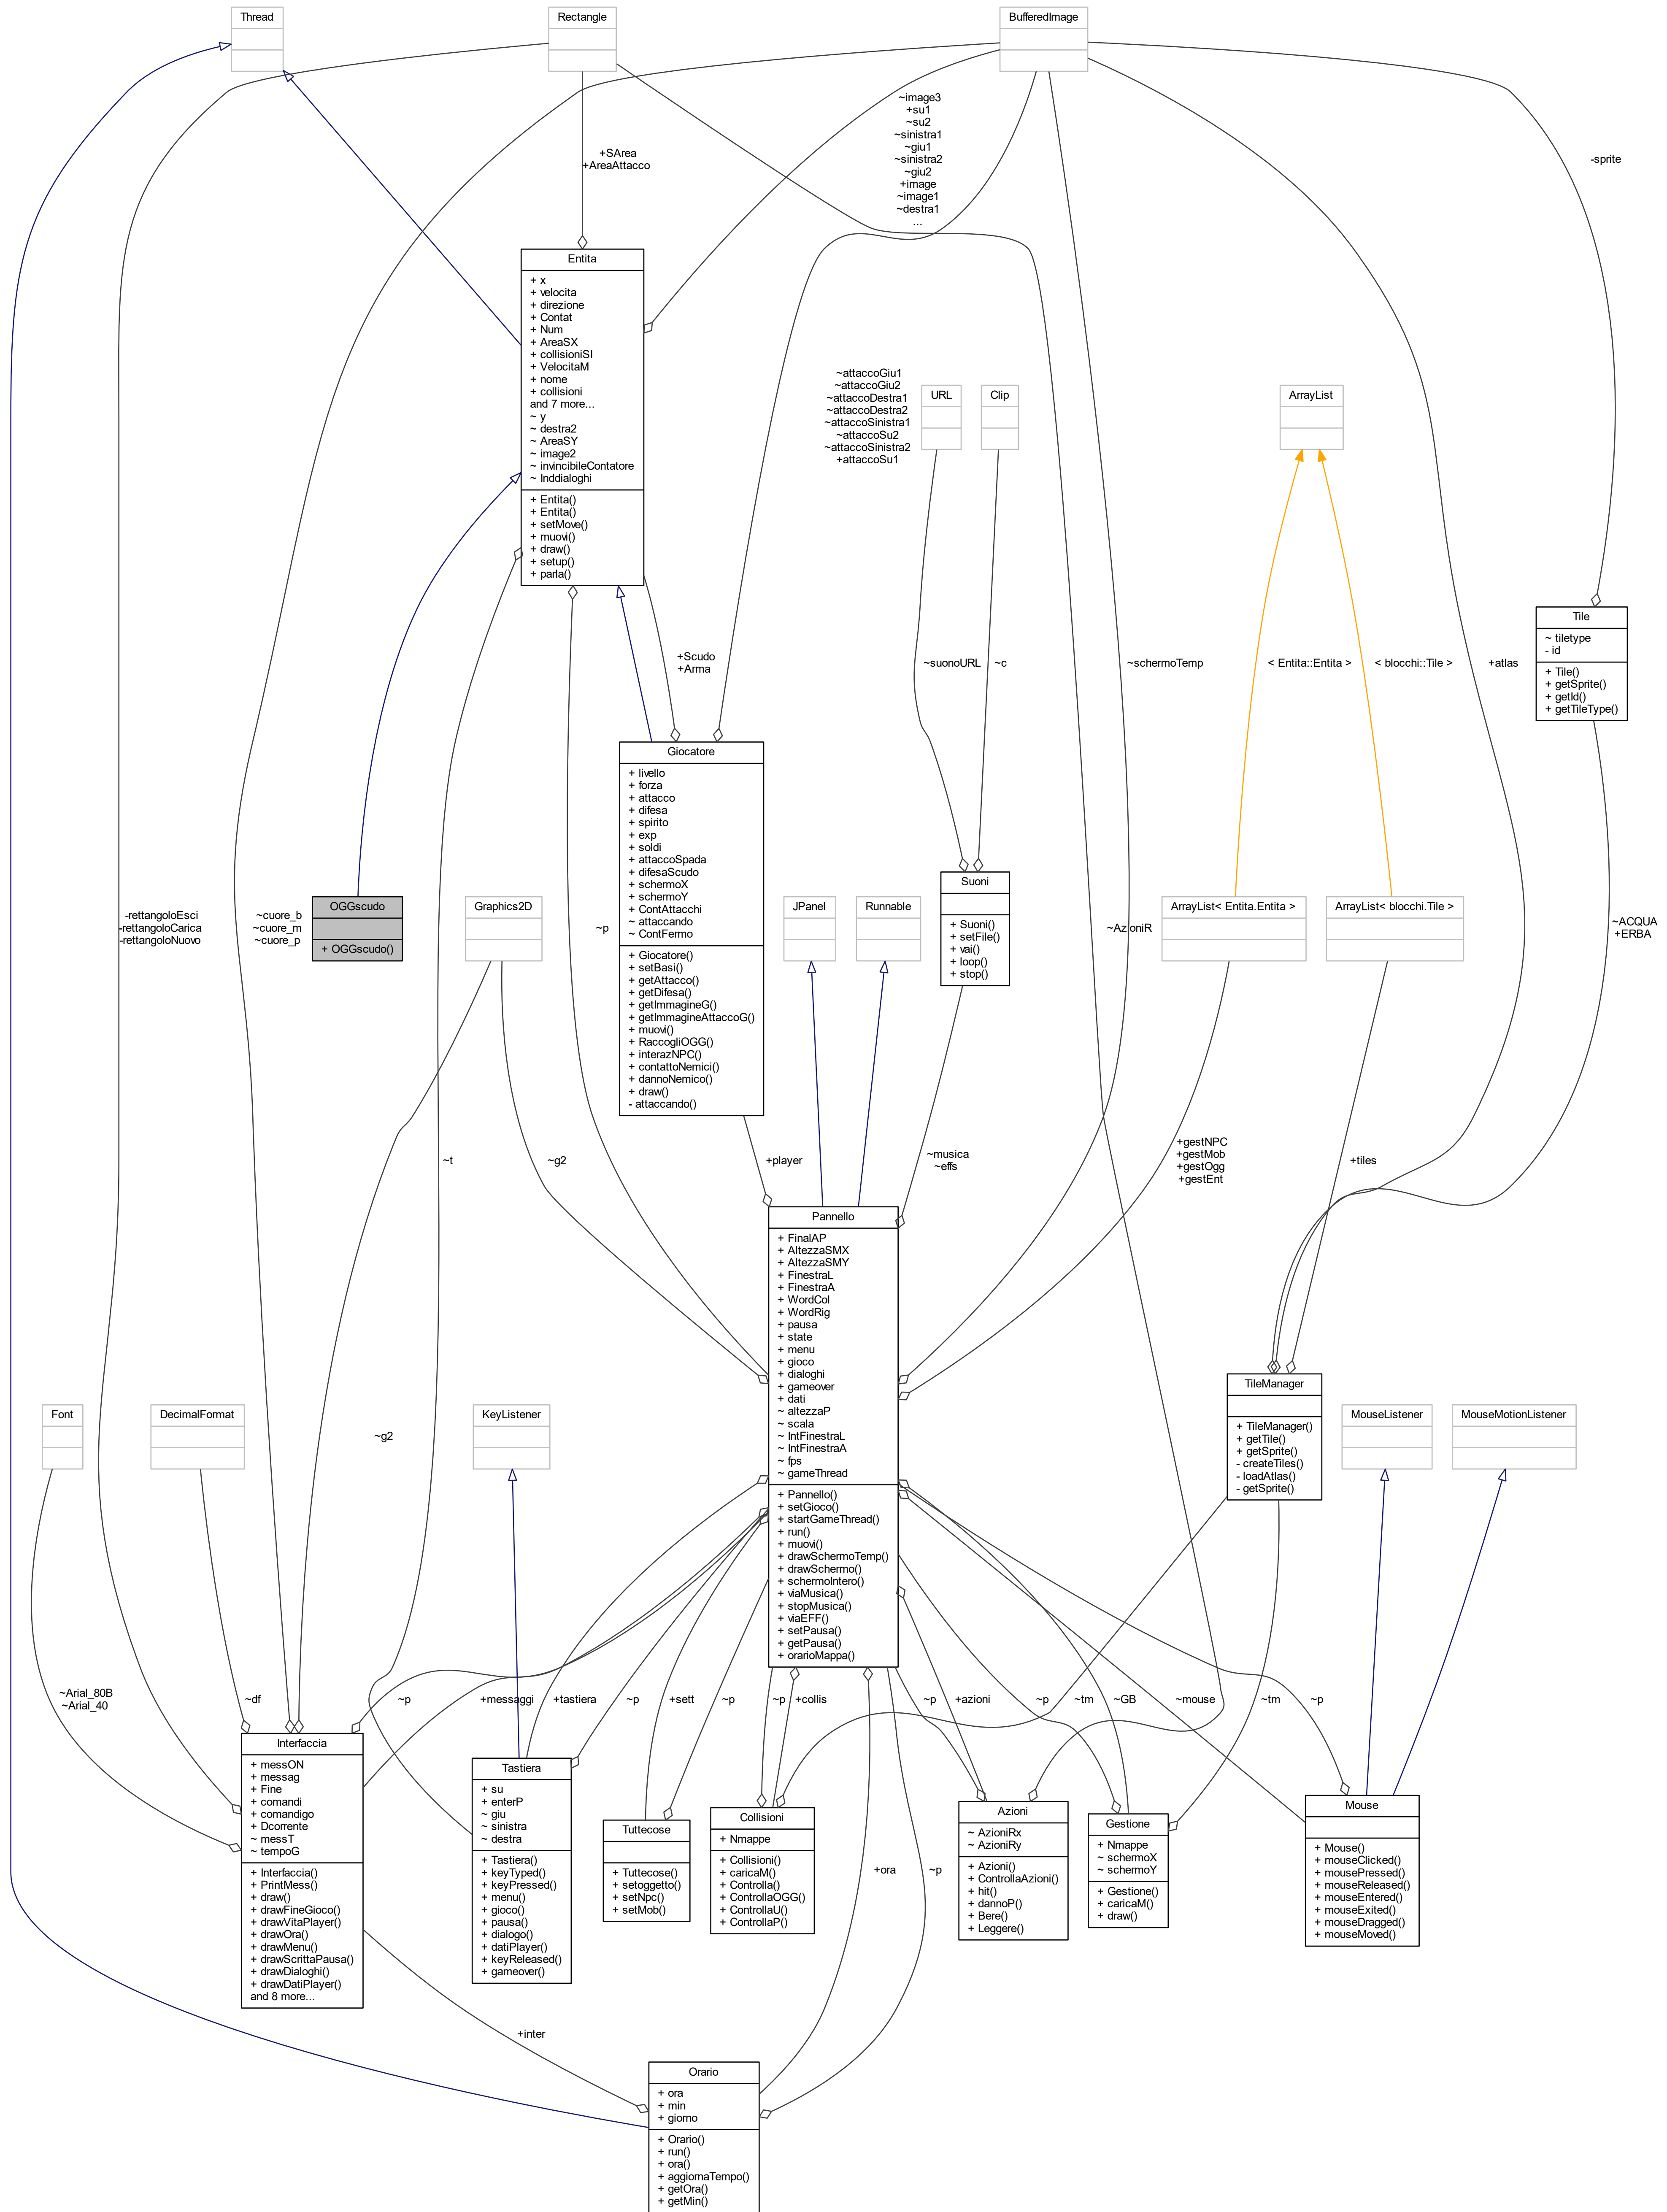 Thread
Rectangle
BufferedImage
~image3
+su1
~su2
~sinistra1
~giu1
~sinistra2
~giu2
+image
~image1
~destra1
...
+SArea
+AreaAttacco
-sprite
Entita
+ x
+ velocita
+ direzione
+ Contat
+ Num
+ AreaSX
+ collisioniSI
+ VelocitaM
+ nome
+ collisioni
and 7 more...
~ y
~ destra2
~ AreaSY
~ image2
~ invincibileContatore
~ Inddialoghi
+ Entita()
+ Entita()
+ setMove()
+ muovi()
+ draw()
+ setup()
+ parla()
~attaccoGiu1
~attaccoGiu2
~attaccoDestra1
~attaccoDestra2
~attaccoSinistra1
~attaccoSu2
~attaccoSinistra2
+attaccoSu1
URL
Clip
ArrayList
Tile
~ tiletype
- id
+ Tile()
+ getSprite()
+ getId()
+ getTileType()
+Scudo
+Arma
~suonoURL
~c
~schermoTemp
< Entita::Entita >
< blocchi::Tile >
+atlas
Giocatore
+ livello
+ forza
+ attacco
+ difesa
+ spirito
+ exp
+ soldi
+ attaccoSpada
+ difesaScudo
+ schermoX
+ schermoY
+ ContAttacchi
~ attaccando
~ ContFermo
+ Giocatore()
+ setBasi()
+ getAttacco()
+ getDifesa()
+ getImmagineG()
+ getImmagineAttaccoG()
+ muovi()
+ RaccogliOGG()
+ interazNPC()
+ contattoNemici()
+ dannoNemico()
+ draw()
- attaccando()
-rettangoloEsci
-rettangoloCarica
-rettangoloNuovo
~cuore_b
~cuore_m
~cuore_p
OGGscudo
+ OGGscudo()
Graphics2D
~p
JPanel
Runnable
Suoni
+ Suoni()
+ setFile()
+ vai()
+ loop()
+ stop()
~AzioniR
ArrayList< Entita.Entita >
ArrayList< blocchi.Tile >
~ACQUA
+ERBA
~t
~g2
+player
~musica
~effs
+gestNPC
+gestMob
+gestOgg
+gestEnt
+tiles
Pannello
+ FinalAP
+ AltezzaSMX
+ AltezzaSMY
+ FinestraL
+ FinestraA
+ WordCol
+ WordRig
+ pausa
+ state
+ menu
+ gioco
+ dialoghi
+ gameover
+ dati
~ altezzaP
~ scala
~ IntFinestraL
~ IntFinestraA
~ fps
~ gameThread
+ Pannello()
+ setGioco()
+ startGameThread()
+ run()
+ muovi()
+ drawSchermoTemp()
+ drawSchermo()
+ schermoIntero()
+ viaMusica()
+ stopMusica()
+ viaEFF()
+ setPausa()
+ getPausa()
+ orarioMappa()
Font
DecimalFormat
~g2
KeyListener
TileManager
+ TileManager()
+ getTile()
+ getSprite()
- createTiles()
- loadAtlas()
- getSprite()
MouseListener
MouseMotionListener
~Arial_80B
~Arial_40
~df
~p
+messaggi
+tastiera
~p
+sett
~p
~p
+collis
~p
+azioni
~p
~tm
~GB
~mouse
~tm
~p
Interfaccia
+ messON
+ messag
+ Fine
+ comandi
+ comandigo
+ Dcorrente
~ messT
~ tempoG
+ Interfaccia()
+ PrintMess()
+ draw()
+ drawFineGioco()
+ drawVitaPlayer()
+ drawOra()
+ drawMenu()
+ drawScrittaPausa()
+ drawDialoghi()
+ drawDatiPlayer()
and 8 more...
Tastiera
+ su
+ enterP
~ giu
~ sinistra
~ destra
+ Tastiera()
+ keyTyped()
+ keyPressed()
+ menu()
+ gioco()
+ pausa()
+ dialogo()
+ datiPlayer()
+ keyReleased()
+ gameover()
Tuttecose
+ Tuttecose()
+ setoggetto()
+ setNpc()
+ setMob()
Collisioni
+ Nmappe
+ Collisioni()
+ caricaM()
+ Controlla()
+ ControllaOGG()
+ ControllaU()
+ ControllaP()
Azioni
~ AzioniRx
~ AzioniRy
+ Azioni()
+ ControllaAzioni()
+ hit()
+ dannoP()
+ Bere()
+ Leggere()
Gestione
+ Nmappe
~ schermoX
~ schermoY
+ Gestione()
+ caricaM()
+ draw()
Mouse
+ Mouse()
+ mouseClicked()
+ mousePressed()
+ mouseReleased()
+ mouseEntered()
+ mouseExited()
+ mouseDragged()
+ mouseMoved()
+ora
~p
+inter
Orario
+ ora
+ min
+ giorno
+ Orario()
+ run()
+ ora()
+ aggiornaTempo()
+ getOra()
+ getMin()